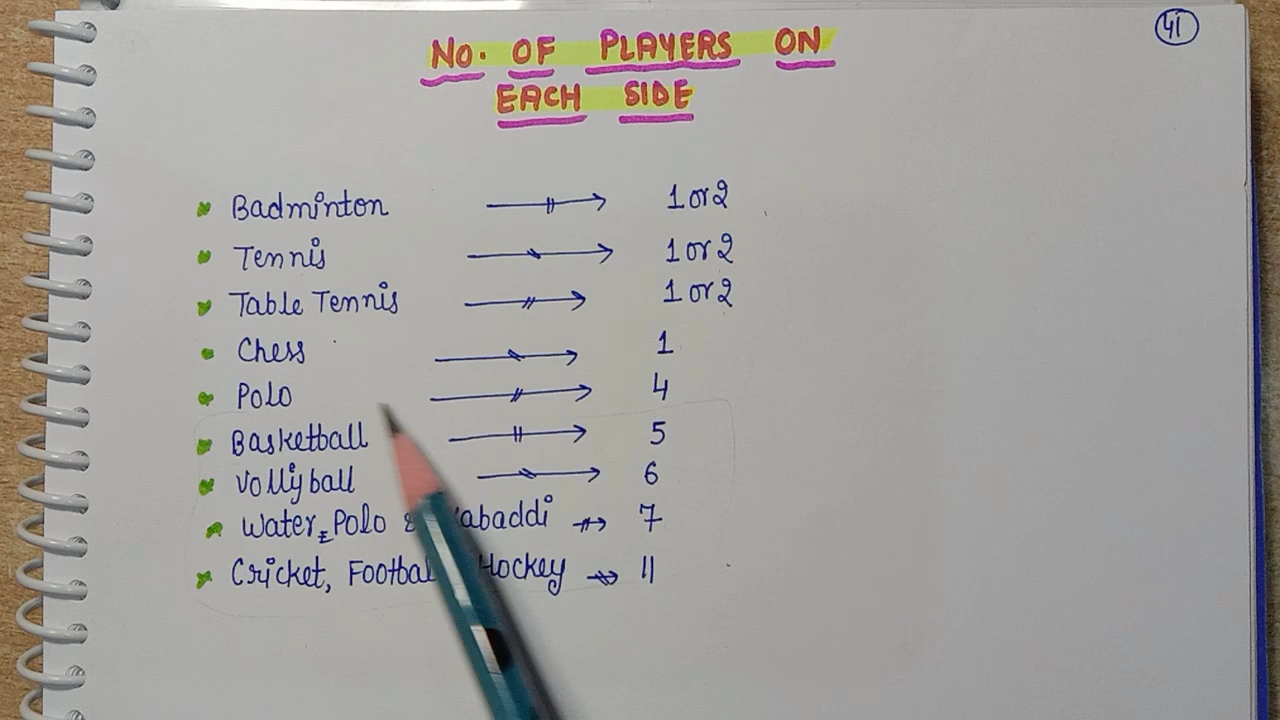 41
No. OF PLAYERS ON
EACH SIDE
Badminton 1 or 2
Tennis 1 or 2
Table Tennis 1 or 2
Chess 1
Polo 4
Basketball 5
Vollyball 6
Water Polo & abaddi 7
Cricket, Footbal Hockey 11